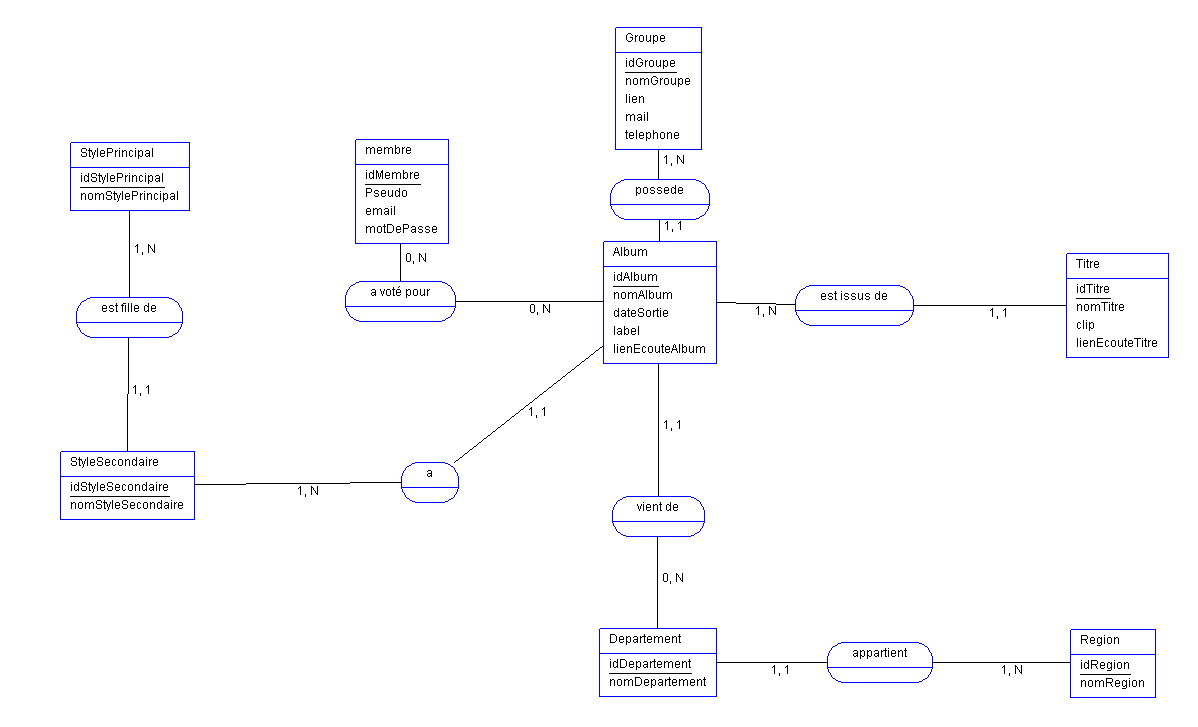 Groupe
idGroupe
nomGroupe
lien
mail
telephone
1, N
possede
1, 1
StylePrincipal
idStylePrincipal
nomStylePrincipal
1, N
est fille de
1, 1
StyleSecondaire
idStyleSecondaire
nomStyleSecondaire
1, N
a
1, 1
membre
idMembre
Pseudo
email
motDePasse
0, N
a voté pour
0, N
Album
idAlbum
nomAlbum
dateSortie
label
lienEcouteAlbum
1, N
est issus de
1, 1
Titre
idTitre
nomTitre
clip
lienEcouteTitre
1, 1
vient de
0, N
Departement
idDepartement
nomDepartement
1, 1
appartient
1, N
Region
idRegion
nomRegion